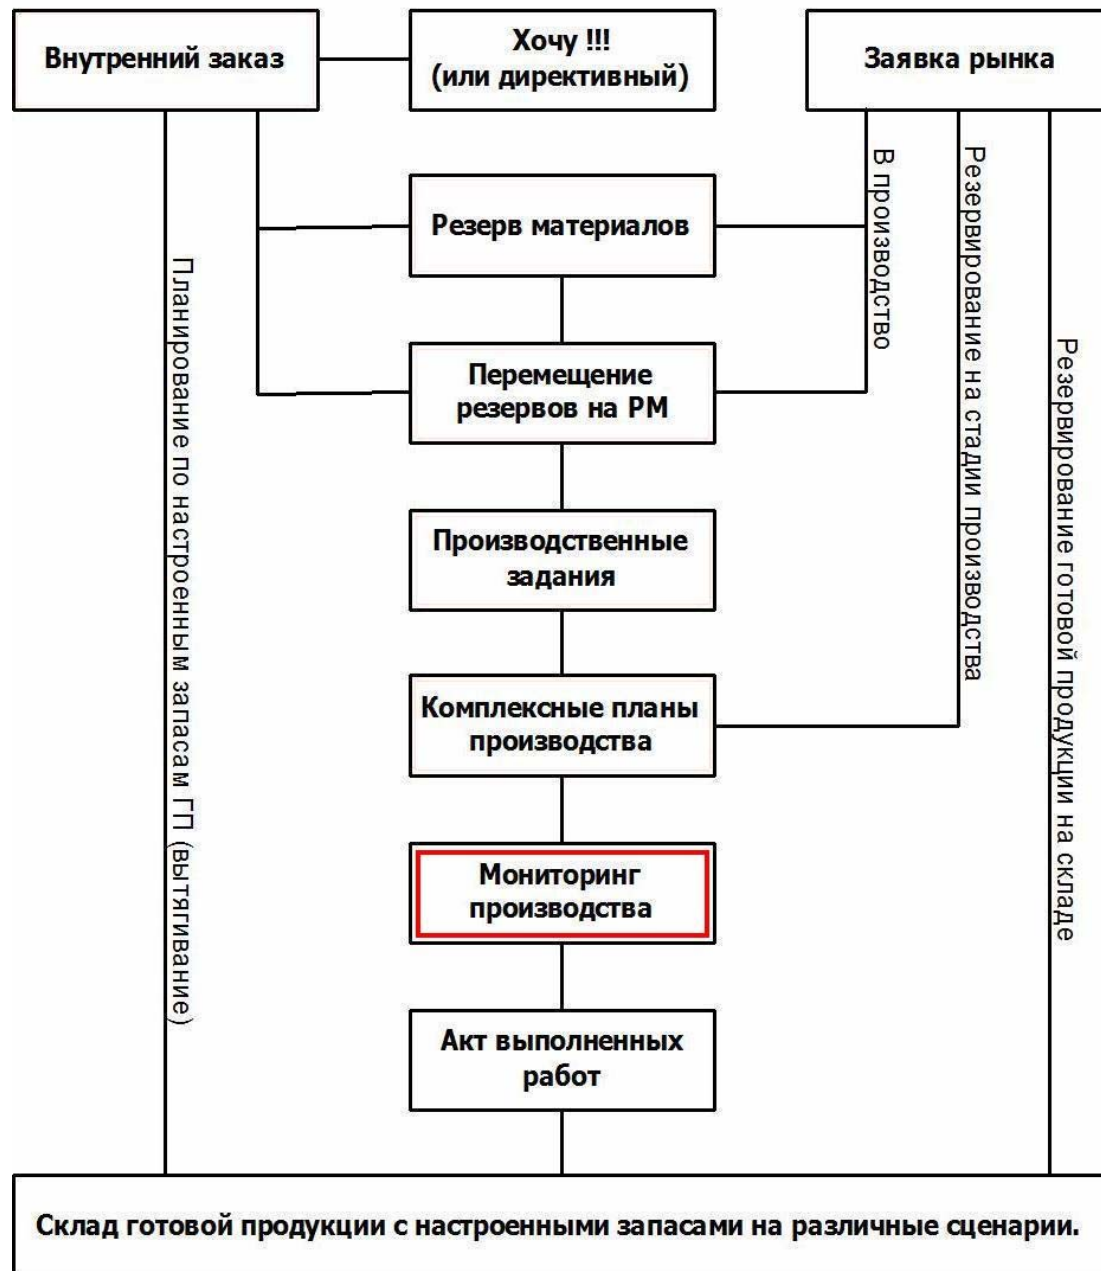 Внутренний заказ
Хочу !!!
(или директивный)
Заявка рынка
Резерв материалов
Перемещение
резервов на РМ
Производственные
задания
Комплексные планы
производства
Мониторинг
производства
Акт выполненных
работ
Планирование по настроенным запасам ГП (вытягивание)
В производство
Резервирование на стадии производства
Резервирование готовой продукции на складе
Склад готовой продукции с настроенными запасами на различные сценарии.